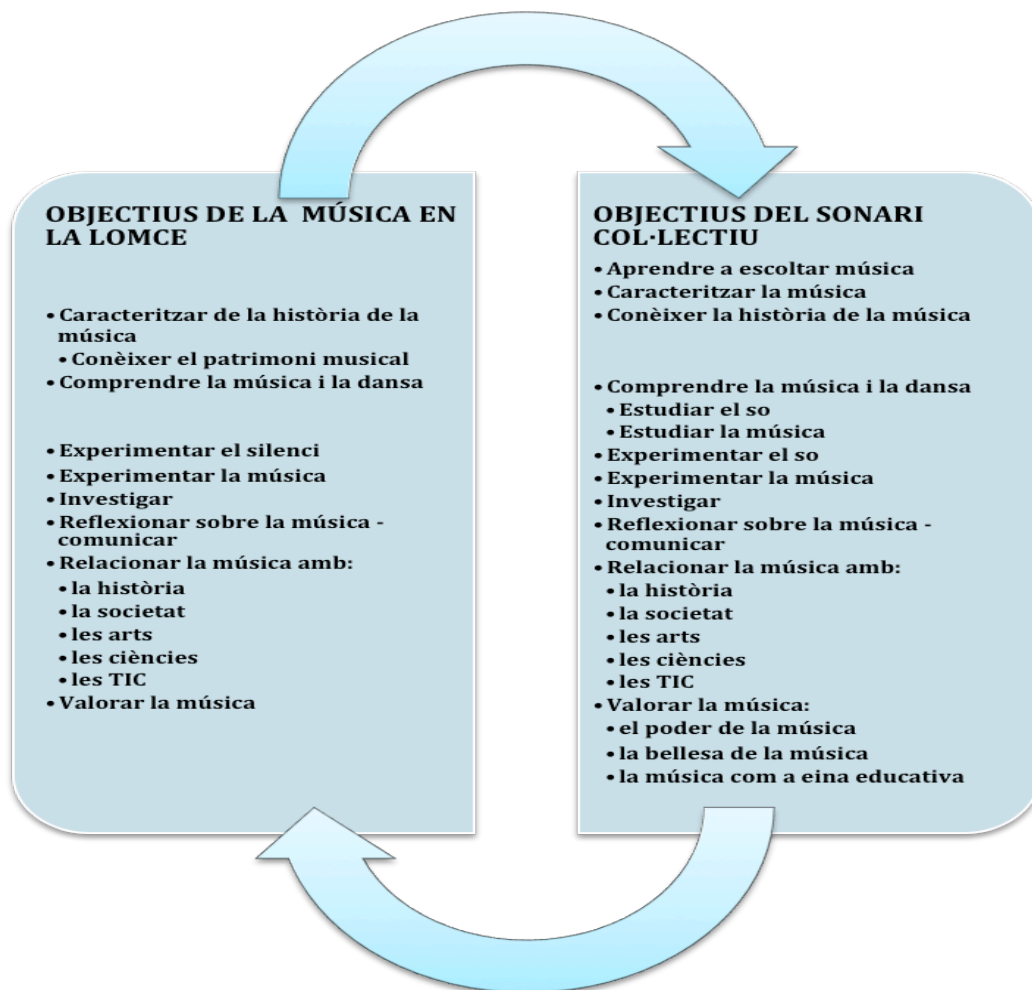 OBJECTIUS DE LA MÚSICA EN
LA LOMCE
• Caracteritzar de la història de la
música
• Conèixer el patrimoni musical
• Comprendre la música i la dansa
• Experimentar el silenci
• Experimentar la música
• Investigar
• Reflexionar sobre la música -
comunicar
• Relacionar la música amb:
• la història
• la societat
• les arts
• les ciències
• les TIC
• Valorar la música
OBJECTIUS DEL SONARI
COL·LECTIU
• Aprendre a escoltar música
• Caracteritzar la música
• Conèixer la història de la música
• Comprendre la música i la dansa
• Estudiar el so
• Estudiar la música
• Experimentar el so
• Experimentar la música
• Investigar
• Reflexionar sobre la música -
comunicar
• Relacionar la música amb:
• la història
• la societat
• les arts
• les ciències
• les TIC
• Valorar la música:
• el poder de la música
• la bellesa de la música
• la música com a eina educativa